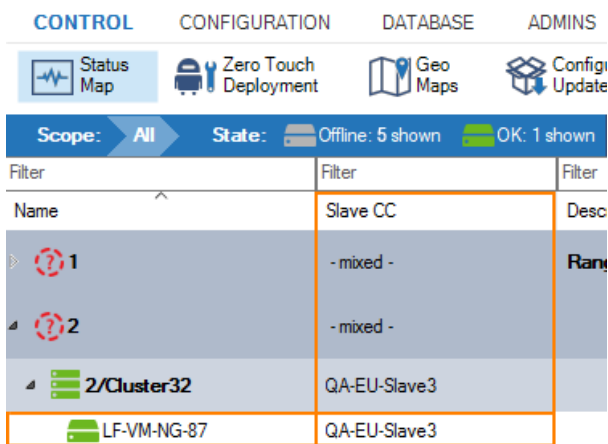 CONTROL CONFIGURATION DATABASE ADMINS
Status Map Zero Touch Deployment Geo Maps Update
Scope: All State: Offline: 5 shown OK: 1 shown
Filter Filter Filter
Name Slave CC
1 - mixed -
2 - mixed -
2/Cluster32 QA-EU-Slave3
LF-VM-NG-87 QA-EU-Slave3